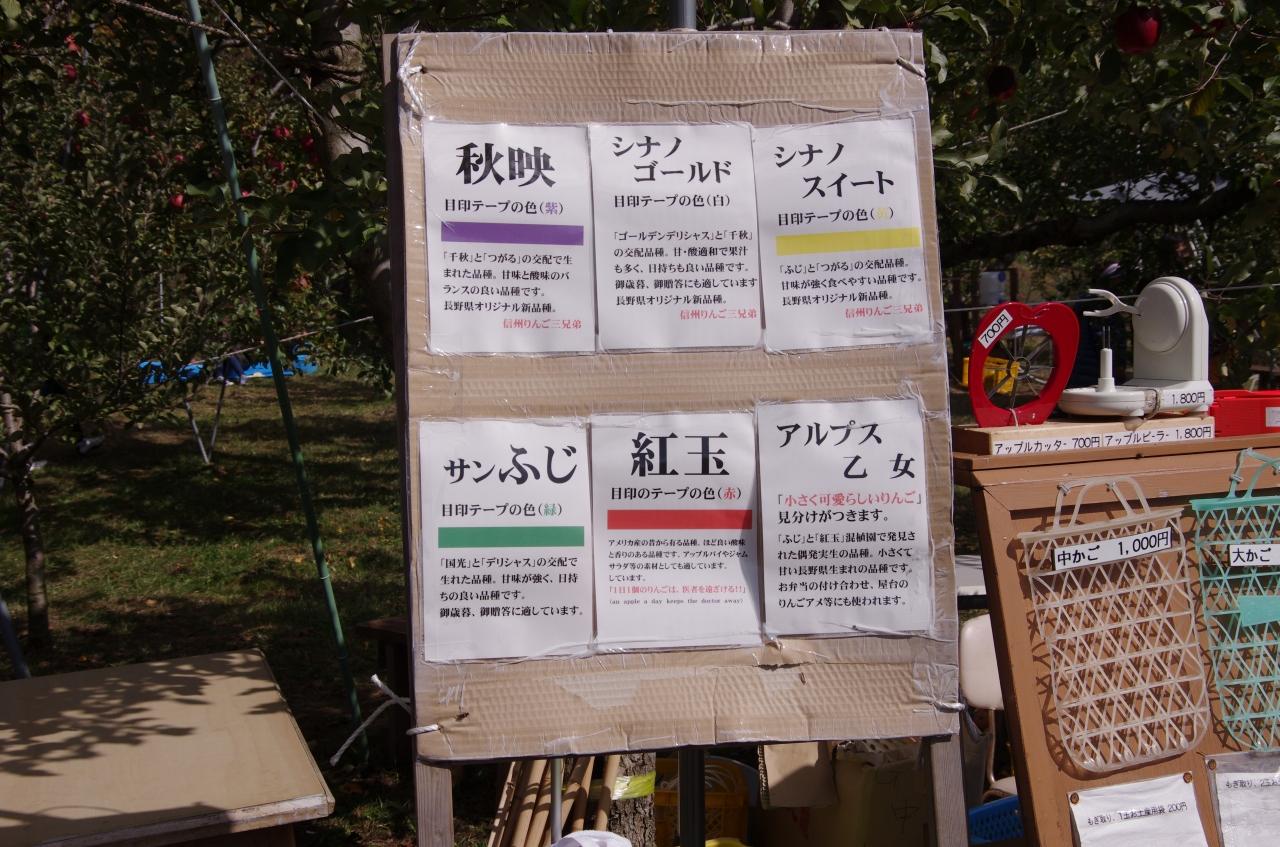 秋映
目印テープの色(紫)
「千秋」と「つがる」の交配で生
まれた品種。甘味と酸味のバ
ランスの良い品種です。
長野県オリジナル新品種。
信州りんご三兄弟
シナノ
ゴールド
目印テープの色(白)
「ゴールデンデリシャス」と「千秋」
の交配品種。甘・酸適和で果汁
も多く、日持ちも良い品種です。
御歳暮、御贈答にも適しています
長野県オリジナル新品種。
信州りんご三兄弟
シナノ
スイート
目印テープの色(黄)
「ふじ」と「つがる」の交配品種。
甘味が強く食べやすい品種です。
長野県オリジナル新品種。
信州りんご三兄弟
サンふじ
目印テープの色(緑)
「国光」と「デリシャス」の交配で
生れた品種。甘味が強く、日持
ちの良い品種です。
御歳暮、御贈答に適しています。
紅玉
目印のテープの色(赤)
アメリカ産の昔から有る品種。ほど良い酸味
と香りのある品種です。アップルパイやジャム
サラダ等の素材としても適しています。
しています。
「1日1個のりんごは、医者を遠ざける!!」
(an apple a day keeps the doctor away)
アルプス
乙女
「小さく可愛らしいりんご」
見分けがつきます。
「ふじ」と「紅玉」混植園で発見さ
れた偶発実生の品種。小さくて
甘い長野県生まれの品種です。
お弁当の付け合わせ、屋台の
りんごアメ等にも使われます。
700円
1,800円
アップルカッター 700円
アップルピーラー 1,800円
中かご 1,000円
大かご
もぎ取り、1玉お土産用袋 200円